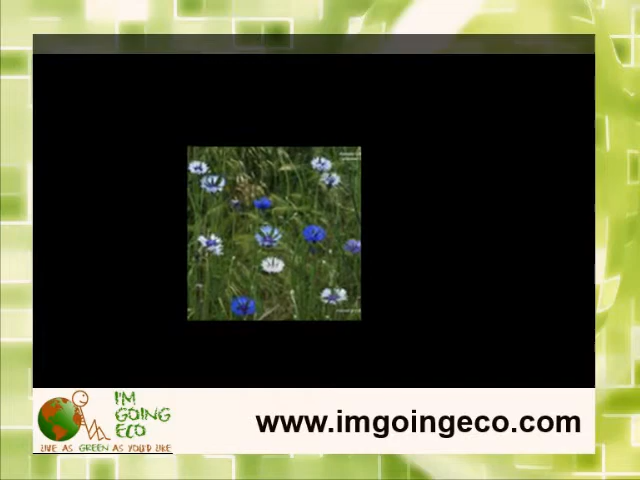 I'M
GOING
ECO
LIVE AS GREEN AS YOU'D LIKE
www.imgoingeco.com